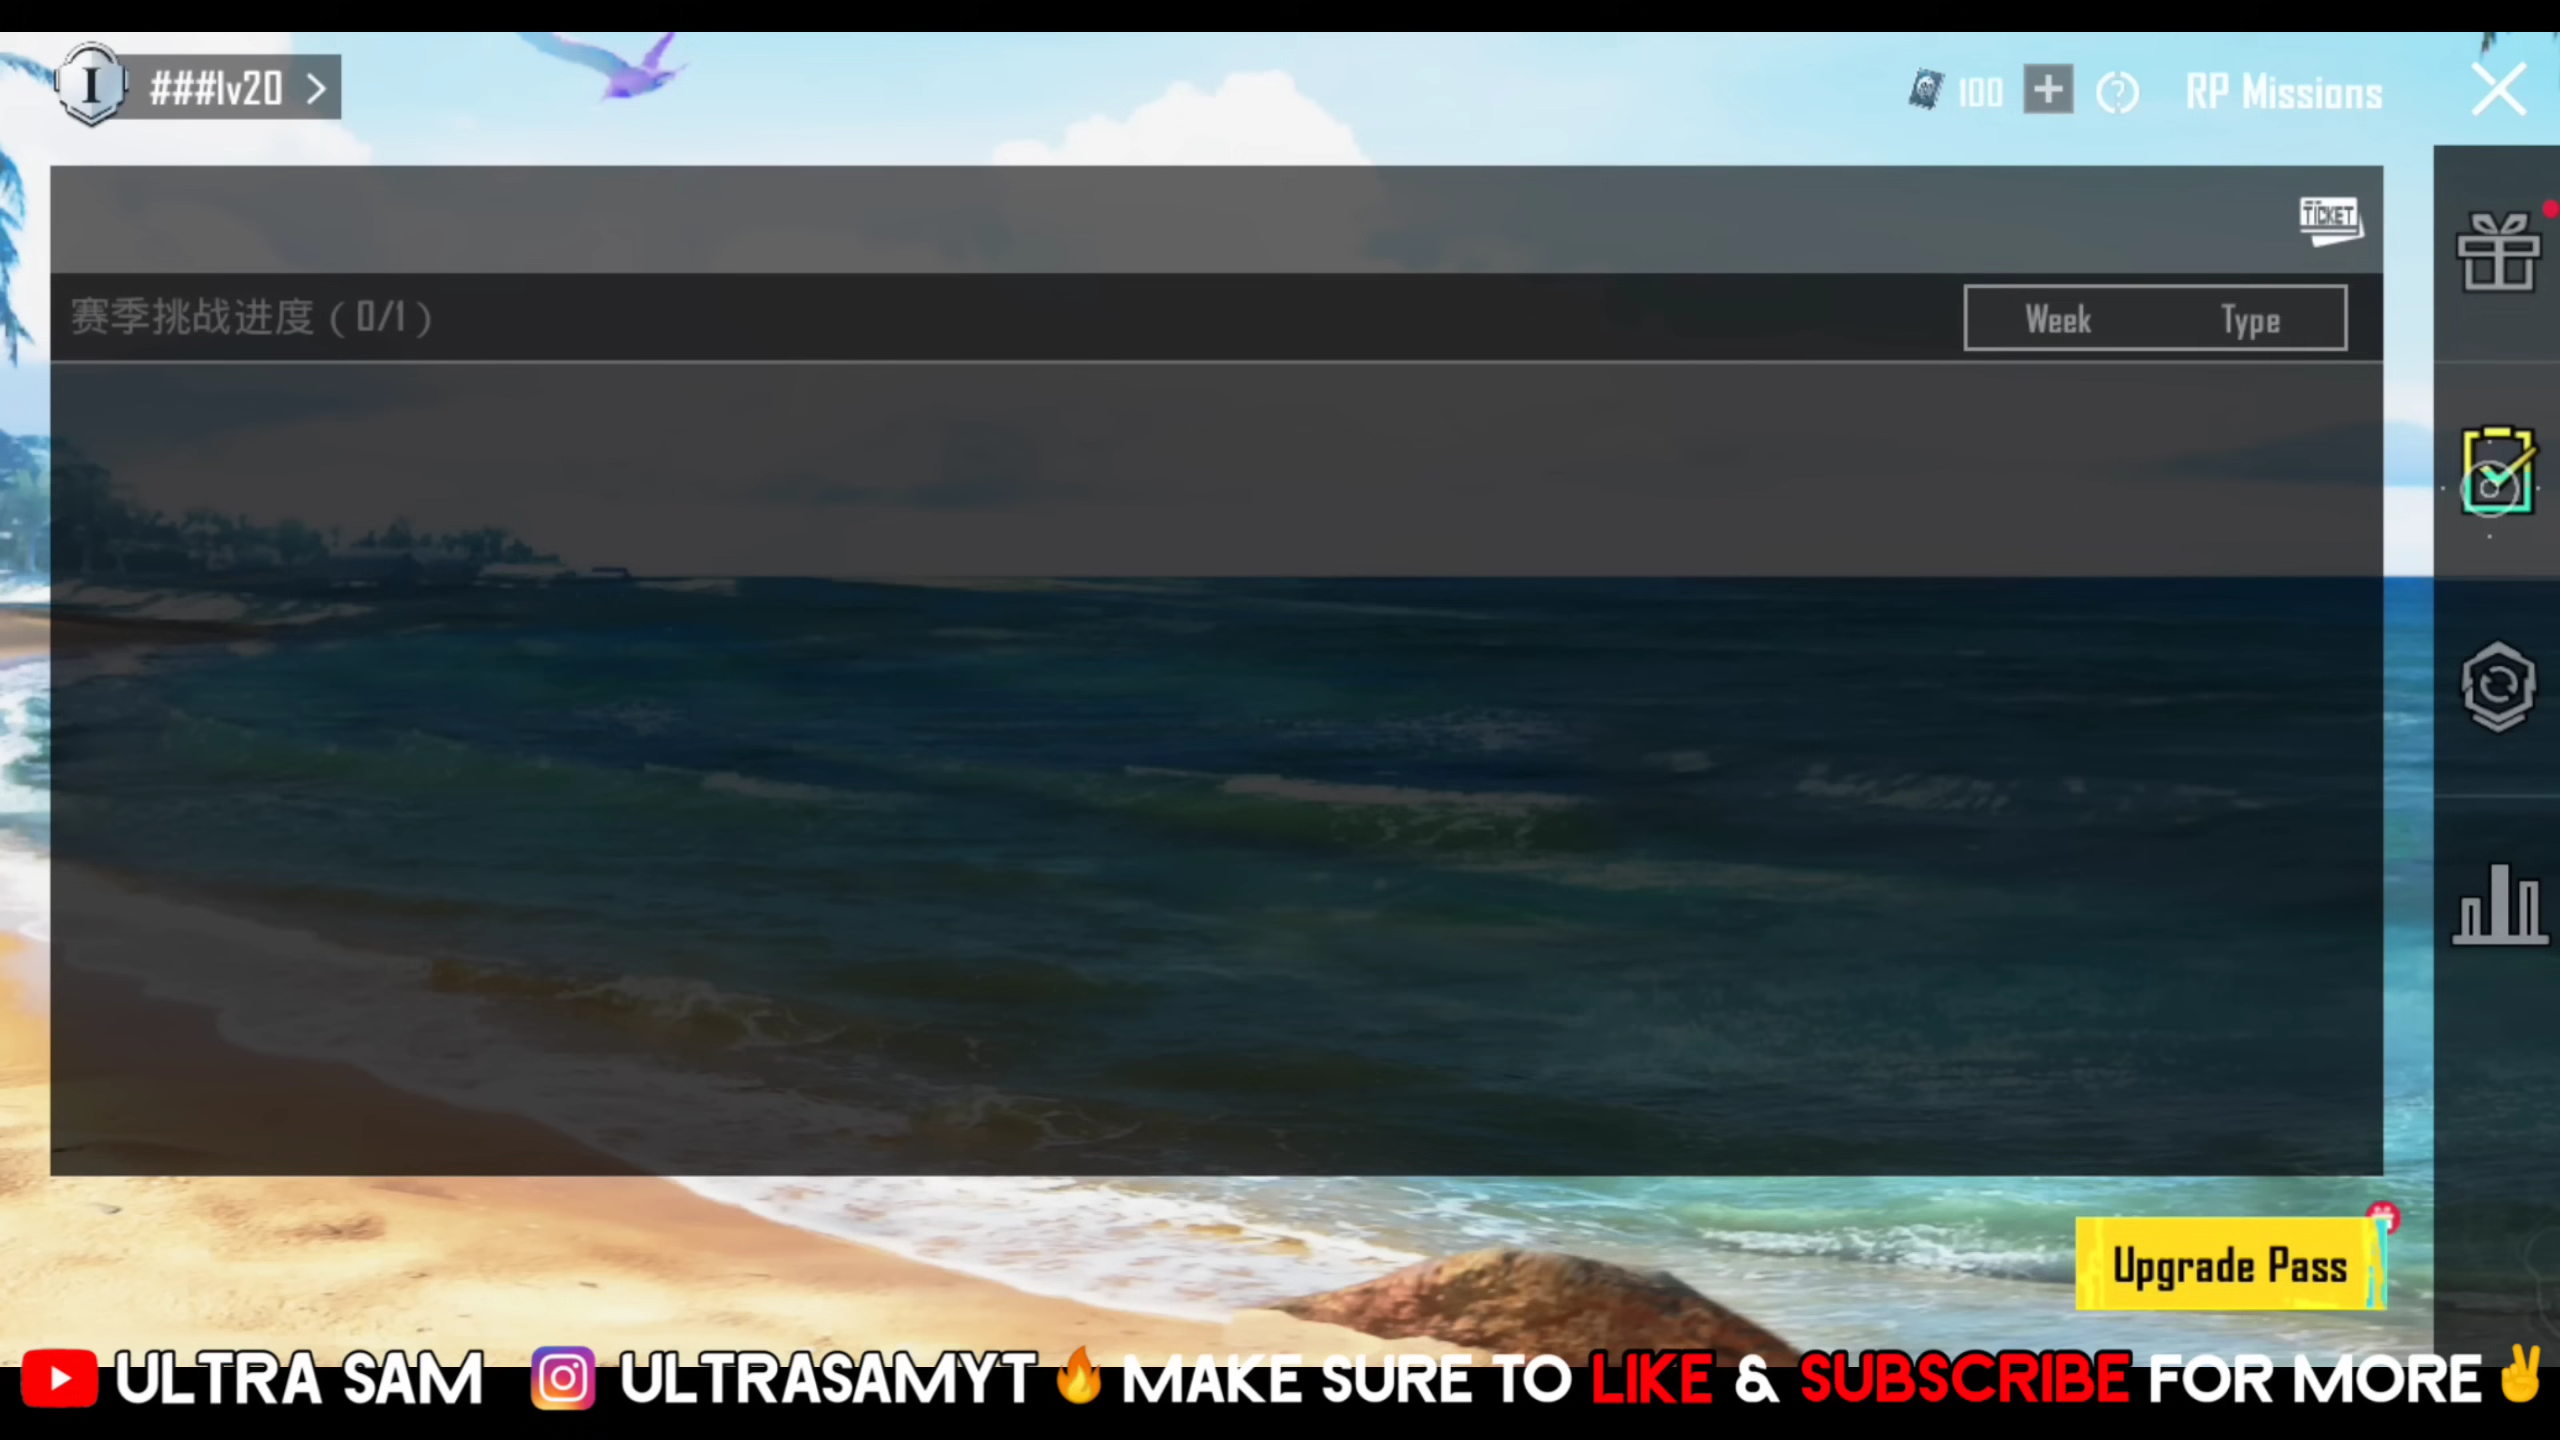 I ###lv20 >
100 + ? RP Missions
TICKET
赛季挑战进度（0/1）
Week Type
Upgrade Pass
ULTRA SAM ULTRASAMYT🔥MAKE SURE TO LIKE & SUBSCRIBE FOR MORE✌